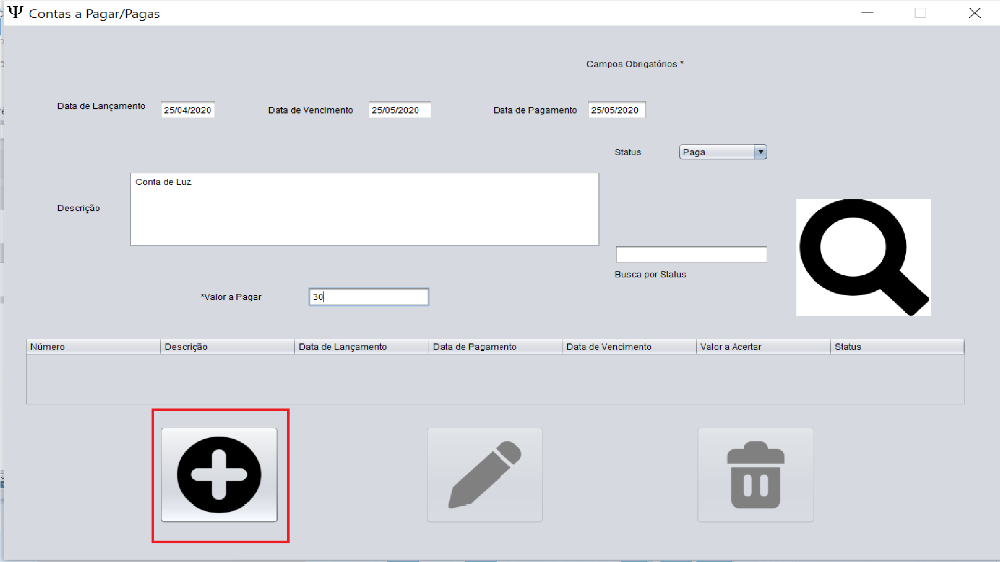 Ψ Contas a Pagar/Pagas
Campos Obrigatórios *
Data de Lançamento 25/04/2020 Data de Vencimento 25/05/2020 Data de Pagamento 25/05/2020
Status Paga
Conta de Luz
Descrição
Busca por Status
*Valor a Pagar 30
Número Descrição Data de Lançamento Data de Pagamento Data de Vencimento Valor a Acertar Status